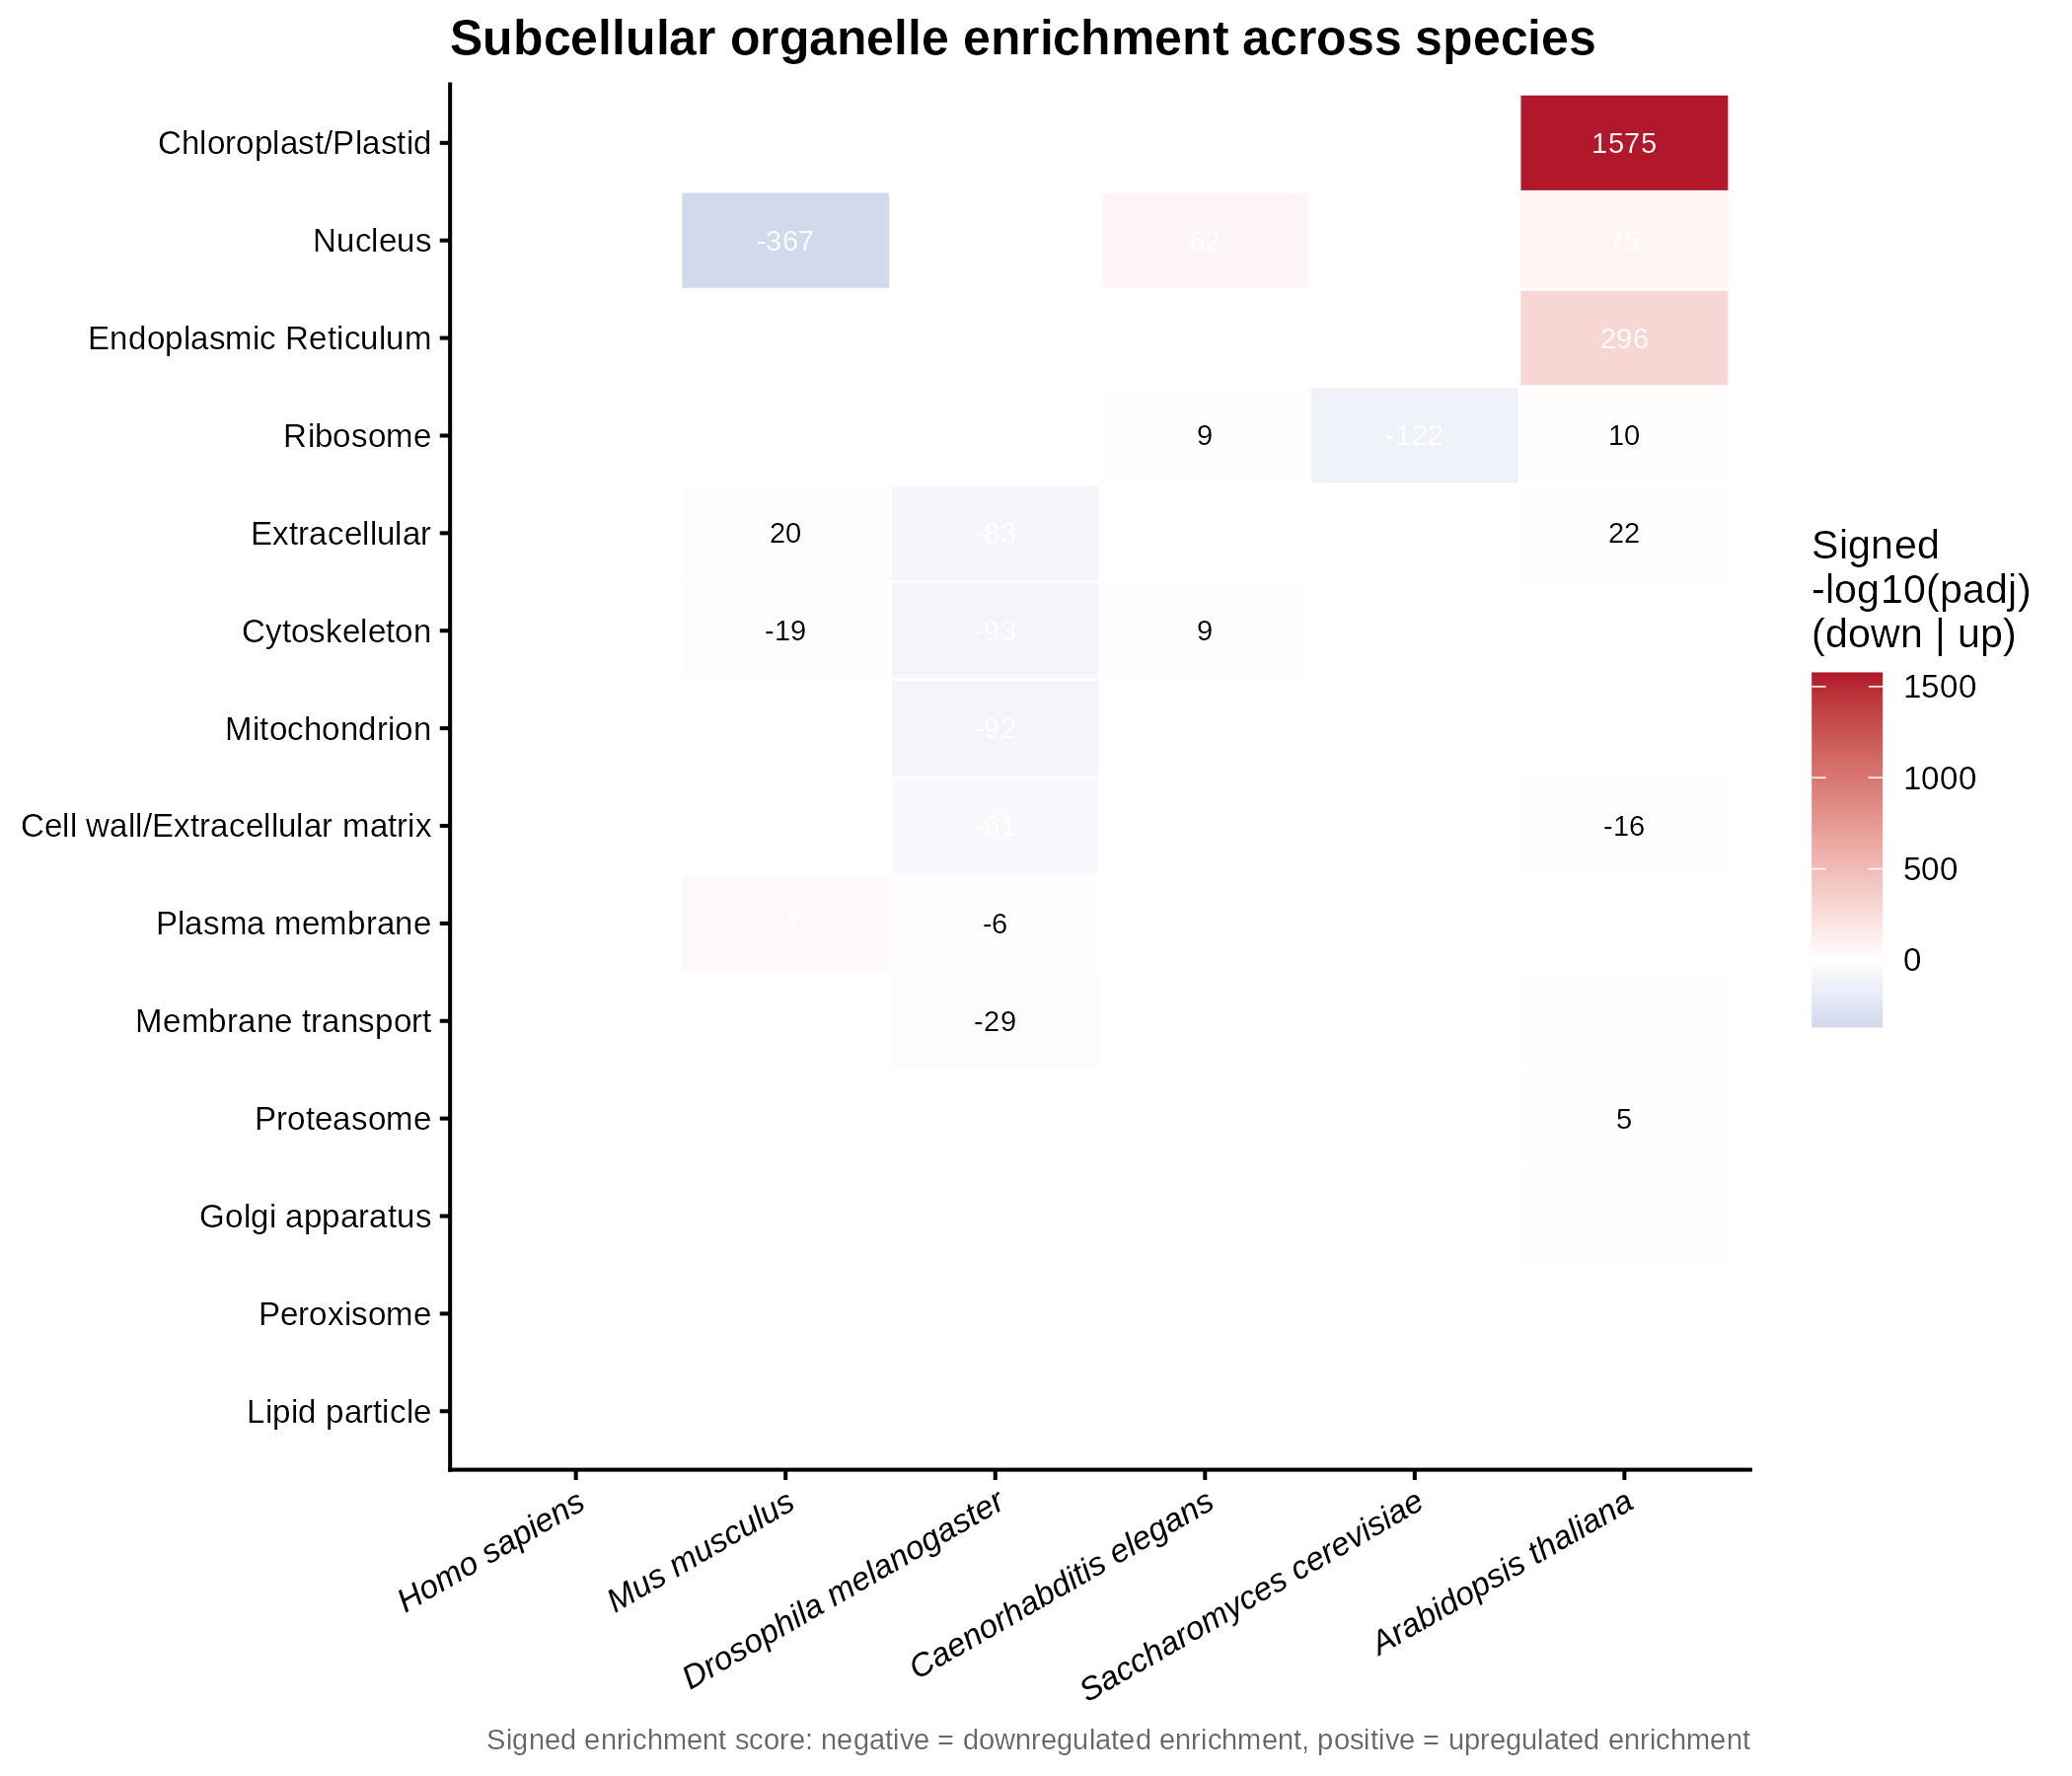 Subcellular organelle enrichment across species
Chloroplast/Plastid
1575
Nucleus
-367
62
75
Endoplasmic Reticulum
296
Ribosome
9
-122
10
Extracellular
20
-83
22
Cytoskeleton
-19
-93
9
Mitochondrion
-92
Cell wall/Extracellular matrix
-61
-16
Plasma membrane
47
-6
Membrane transport
-29
Proteasome
5
Golgi apparatus
Peroxisome
Lipid particle
Homo sapiens
Mus musculus
Drosophila melanogaster
Caenorhabditis elegans
Saccharomyces cerevisiae
Arabidopsis thaliana
Signed
-log10(padj)
(down | up)
1500
1000
500
0
Signed enrichment score: negative = downregulated enrichment, positive = upregulated enrichment